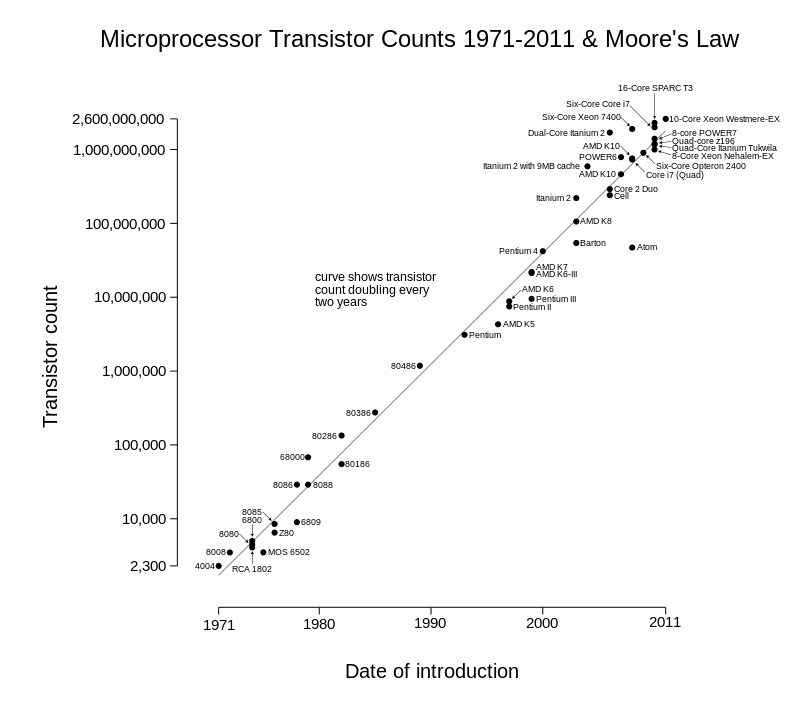 Microprocessor Transistor Counts 1971-2011 & Moore's Law
16-Core SPARC T3
Six-Core Core i7
Six-Core Xeon 7400
10-Core Xeon Westmere-EX
Dual-Core Itanium 2
8-core POWER7
Quad-core z196
AMD K10
Quad-Core Itanium Tukwila
POWER6
8-Core Xeon Nehalem-EX
Itanium 2 with 9MB cache
Six-Core Opteron 2400
AMD K10
Core i7 (Quad)
Core 2 Duo
Itanium 2
Cell
AMD K8
Pentium 4
Barton
Atom
AMD K7
AMD K6-III
curve shows transistor
count doubling every
two years
AMD K6
Pentium III
Pentium II
AMD K5
Pentium
80486
80386
80286
68000
80186
8086
8088
8085
6800
6809
8080
Z80
8008
MOS 6502
4004
RCA 1802
2,600,000,000
1,000,000,000
100,000,000
10,000,000
1,000,000
100,000
10,000
2,300
Transistor count
1971
1980
1990
2000
2011
Date of introduction